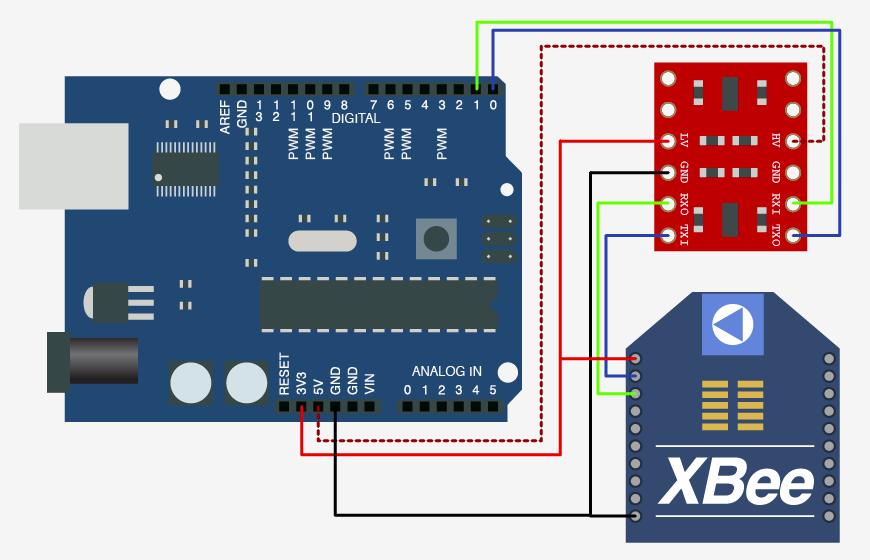 AREF
GND
13
12
11
10
9
8
7
6
5
4
3
2
1
0
DIGITAL
PWM
PWM
PWM
PWM
PWM
PWM
LV
HV
GND
GND
RXO
RXI
TXI
TXO
RESET
3V3
5V
GND
GND
VIN
ANALOG IN
0 1 2 3 4 5
XBee